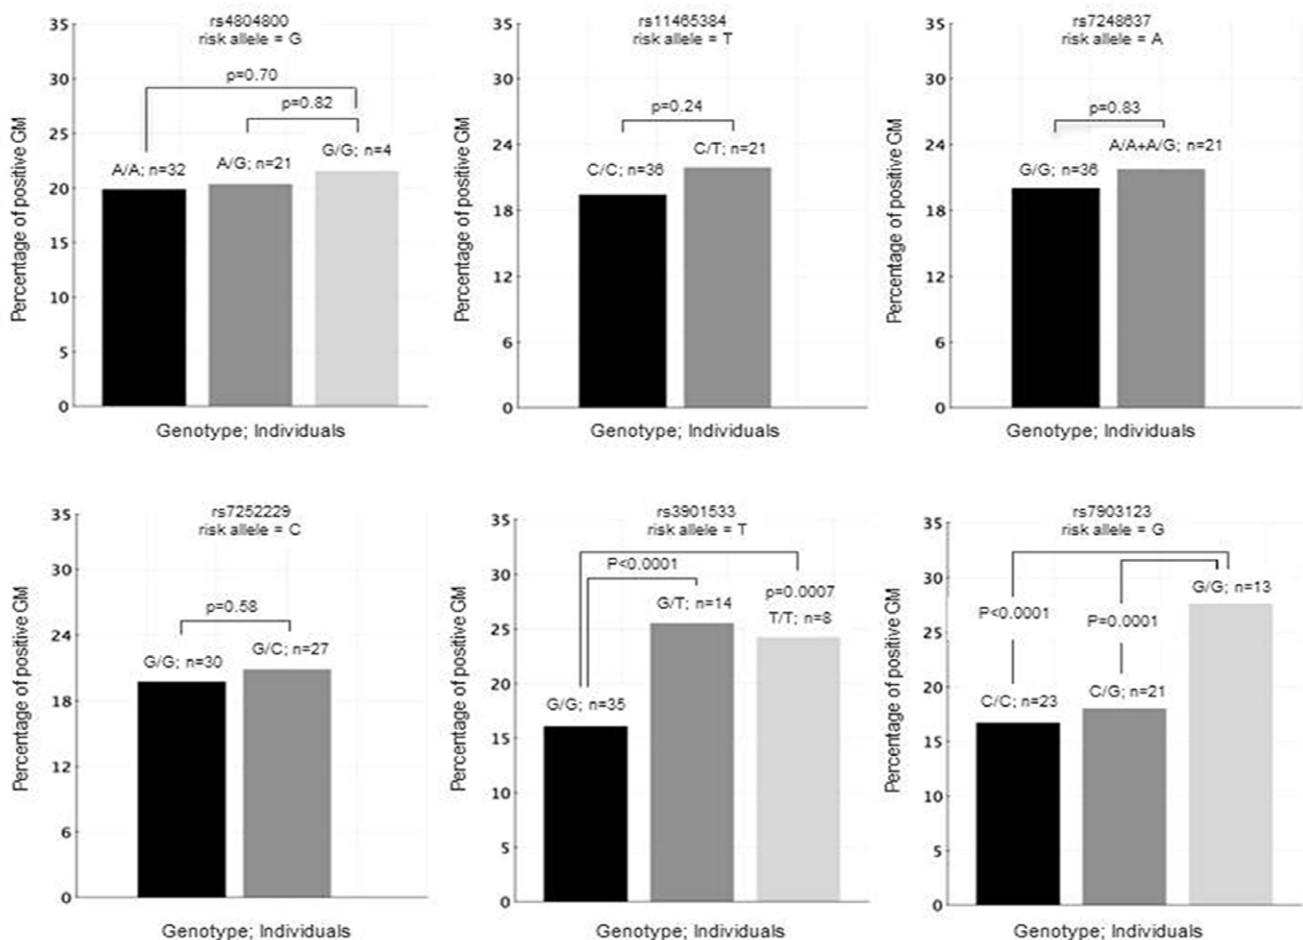 rs4804800
risk allele = G
35
30
25
20
15
10
5
0
Percentage of positive GM
p=0.70
p=0.82
A/A; n=32
A/G; n=21
G/G; n=4
Genotype; Individuals
rs11465384
risk allele = T
35
30
24
18
12
6
0
Percentage of positive GM
p=0.24
C/C; n=36
C/T; n=21
Genotype; Individuals
rs7248637
risk allele = A
35
30
24
18
12
6
0
Percentage of positive GM
p=0.83
G/G; n=36
A/A+A/G; n=21
Genotype; Individuals
rs7252229
risk allele = C
35
30
24
18
12
6
0
Percentage of positive GM
p=0.58
G/G; n=30
G/C; n=27
Genotype; Individuals
rs3901533
risk allele = T
35
30
25
20
15
10
5
0
Percentage of positive GM
P<0.0001
p=0.0007
G/G; n=35
G/T; n=14
T/T; n=8
Genotype; Individuals
rs7903123
risk allele = G
35
30
25
20
15
10
5
0
Percentage of positive GM
P<0.0001
P=0.0001
C/C; n=23
C/G; n=21
G/G; n=13
Genotype; Individuals